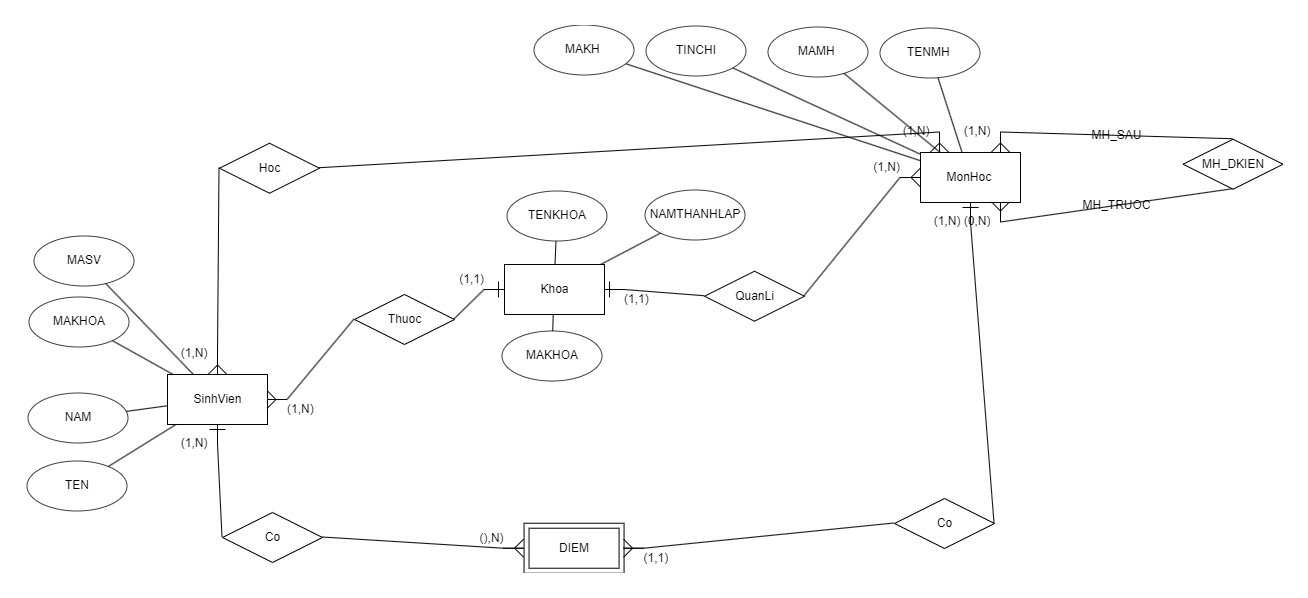 MAKH
TINCHI
MAMH
TENMH
(1,N)
(1,N)
MH_SAU
Hoc
(1,N)
MonHoc
MH_DKIEN
TENKHOA
NAMTHANHLAP
MH_TRUOC
(1,N)
(0,N)
MASV
(1,1)
Khoa
(1,1)
QuanLi
MAKHOA
Thuoc
(1,N)
MAKHOA
SinhVien
(1,N)
NAM
(1,N)
TEN
Co
(),N)
DIEM
(1,1)
Co